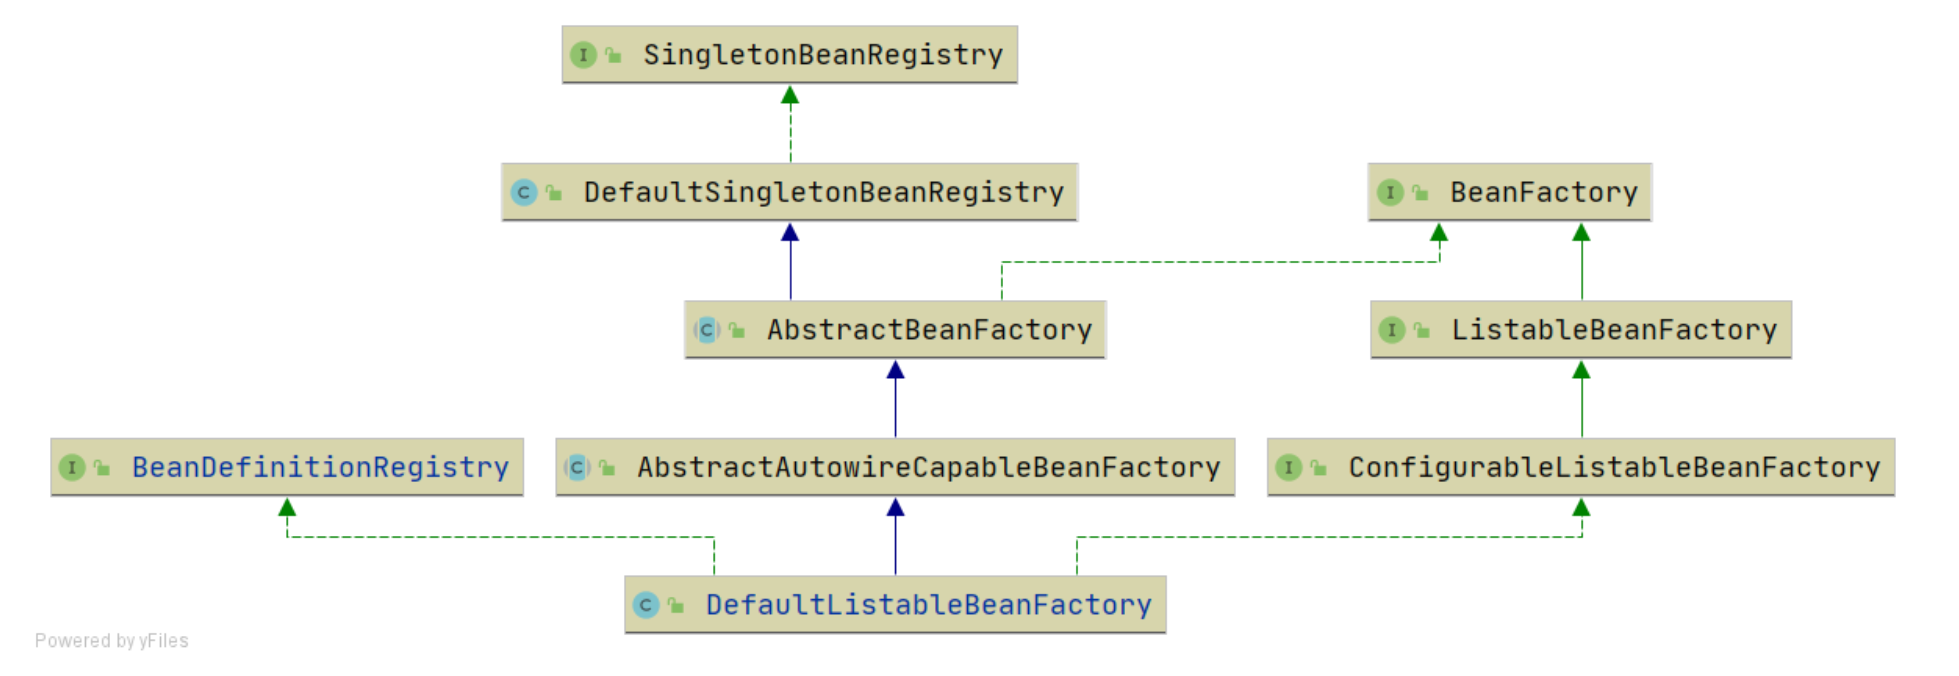 I SingletonBeanRegistry
C DefaultSingletonBeanRegistry
I BeanFactory
C AbstractBeanFactory
I ListableBeanFactory
I BeanDefinitionRegistry
C AbstractAutowireCapableBeanFactory
I ConfigurableListableBeanFactory
C DefaultListableBeanFactory
Powered by yFiles